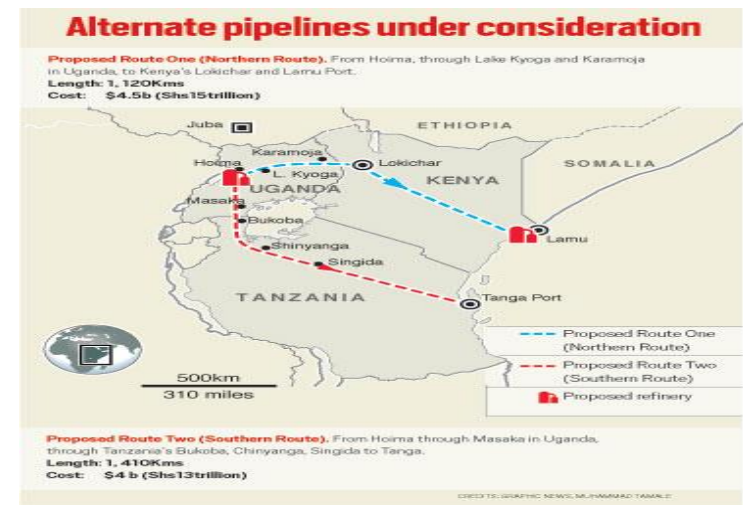 Alternate pipelines under consideration
Proposed Route One (Northern Route). From Hoima, through Lake Kyoga and Karamoja
in Uganda, to Kenya's Lokichar and Lamu Port.
Length: 1, 120Kms
Cost: $4.5b (Shs15trillion)
Juba
ETHIOPIA
Karamoja
Hoima
Lokichar
SOMALIA
L. Kyoga
KENYA
UGANDA
Masaka
Bukoba
Lamu
Shinyanga
Singida
TANZANIA
Tanga Port
Proposed Route One
(Northern Route)
Proposed Route Two
(Southern Route)
Proposed refinery
500km
310 miles
Proposed Route Two (Southern Route). From Hoima through Masaka in Uganda,
through Tanzania's Bukoba, Chinyanga, Singida to Tanga.
Length: 1, 410Kms
Cost: $4 b (Shs13trillion)
CREDITS: GRAPHIC NEWS, MUHAMMAD TAMALE